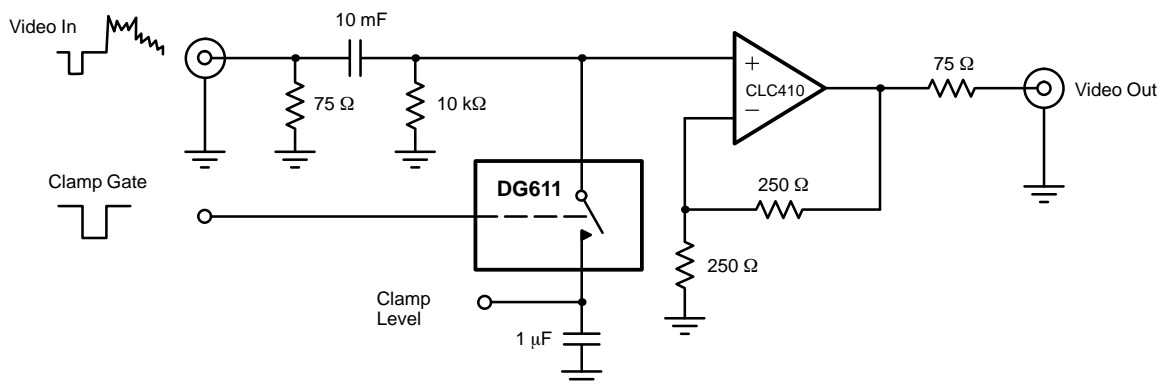 Video In
10 mF
75 Ω
10 kΩ
+
CLC410
−
75 Ω
Video Out
Clamp Gate
DG611
250 Ω
250 Ω
Clamp
Level
1 μF